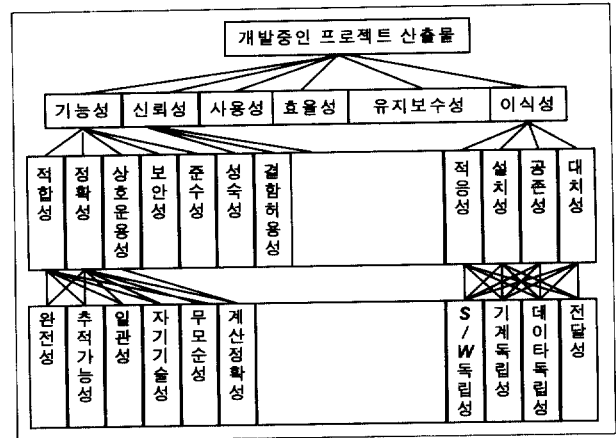 개발중인 프로젝트 산출물
기능성
신뢰성
사용성
효율성
유지보수성
이식성
적합성
정확성
상호운용성
보안성
준수성
성숙성
결함허용성
적응성
설치성
공존성
대치성
완전성
추적가능성
일관성
자기기술성
무모순성
계산정확성
S/W독립성
기계독립성
데이타독립성
전달성